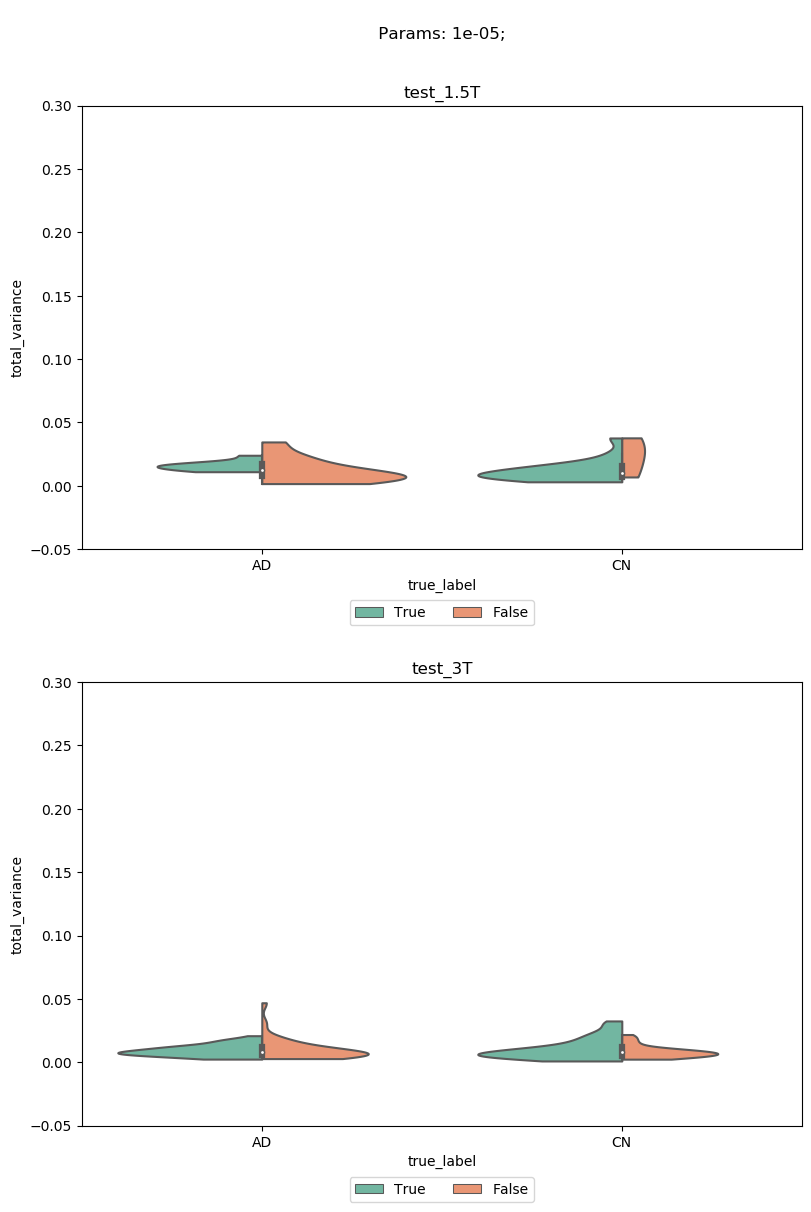 Params: 1e-05;
test_1.5T
0.30
0.25
0.20
0.15
0.10
0.05
0.00
−0.05
total_variance
AD CN
true_label
True False
test_3T
0.30
0.25
0.20
0.15
0.10
0.05
0.00
−0.05
total_variance
AD CN
true_label
True False